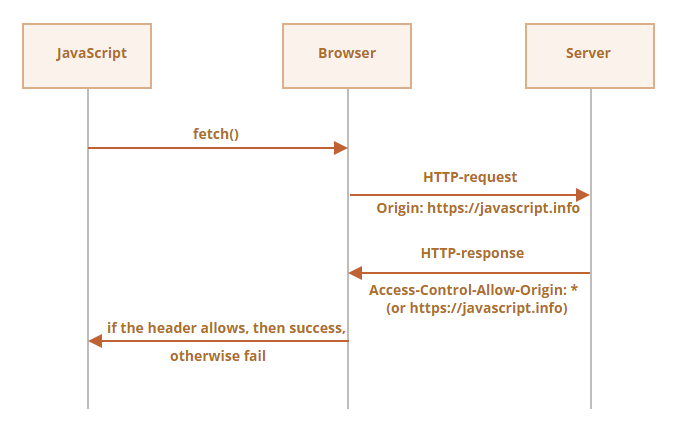 JavaScript
Browser
Server
fetch()
HTTP-request
Origin: https://javascript.info
HTTP-response
Access-Control-Allow-Origin: *
(or https://javascript.info)
if the header allows, then success,
otherwise fail